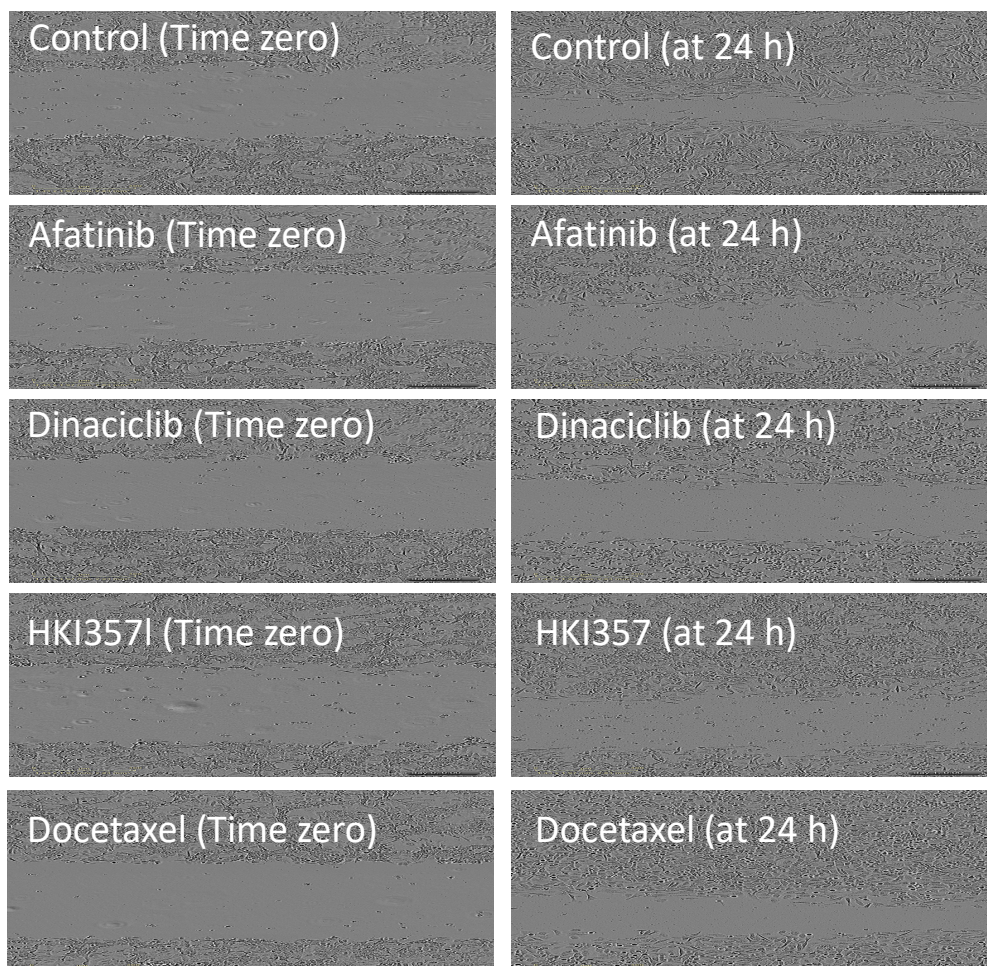 Control (Time zero)
Control (at 24 h)
Afatinib (Time zero)
Afatinib (at 24 h)
Dinaciclib (Time zero)
Dinaciclib (at 24 h)
HKI357l (Time zero)
HKI357 (at 24 h)
Docetaxel (Time zero)
Docetaxel (at 24 h)